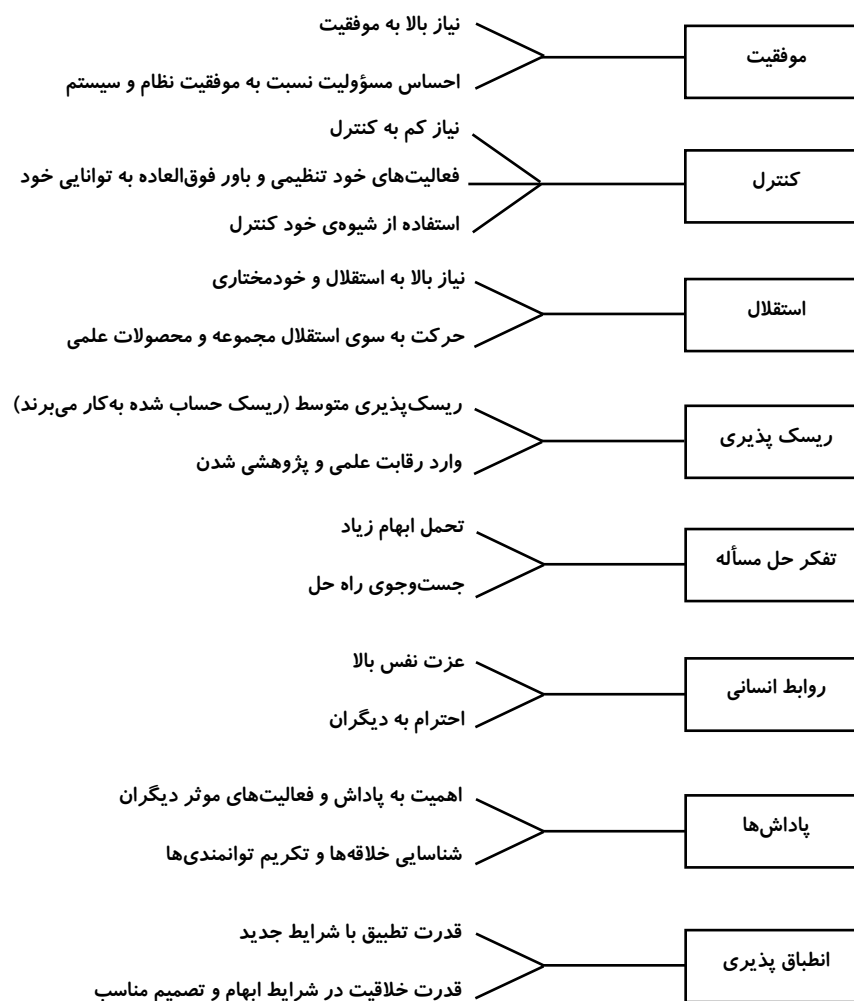 موفقیت
نیاز بالا به موفقیت
احساس مسؤولیت نسبت به موفقیت نظام و سیستم
کنترل
نیاز کم به کنترل
فعالیت‌های خود تنظیمی و باور فوق‌العاده به توانایی خود
استفاده از شیوه‌ی خود کنترل
استقلال
نیاز بالا به استقلال و خودمختاری
حرکت به سوی استقلال مجموعه و محصولات علمی
ریسک پذیری
ریسک‌پذیری متوسط (ریسک حساب شده به‌کار می‌برند)
وارد رقابت علمی و پژوهشی شدن
تفکر حل مسأله
تحمل ابهام زیاد
جست‌وجوی راه حل
روابط انسانی
عزت نفس بالا
احترام به دیگران
پاداش‌ها
اهمیت به پاداش و فعالیت‌های موثر دیگران
شناسایی خلاقه‌ها و تکریم توانمندی‌ها
انطباق پذیری
قدرت تطبیق با شرایط جدید
قدرت خلاقیت در شرایط ابهام و تصمیم مناسب